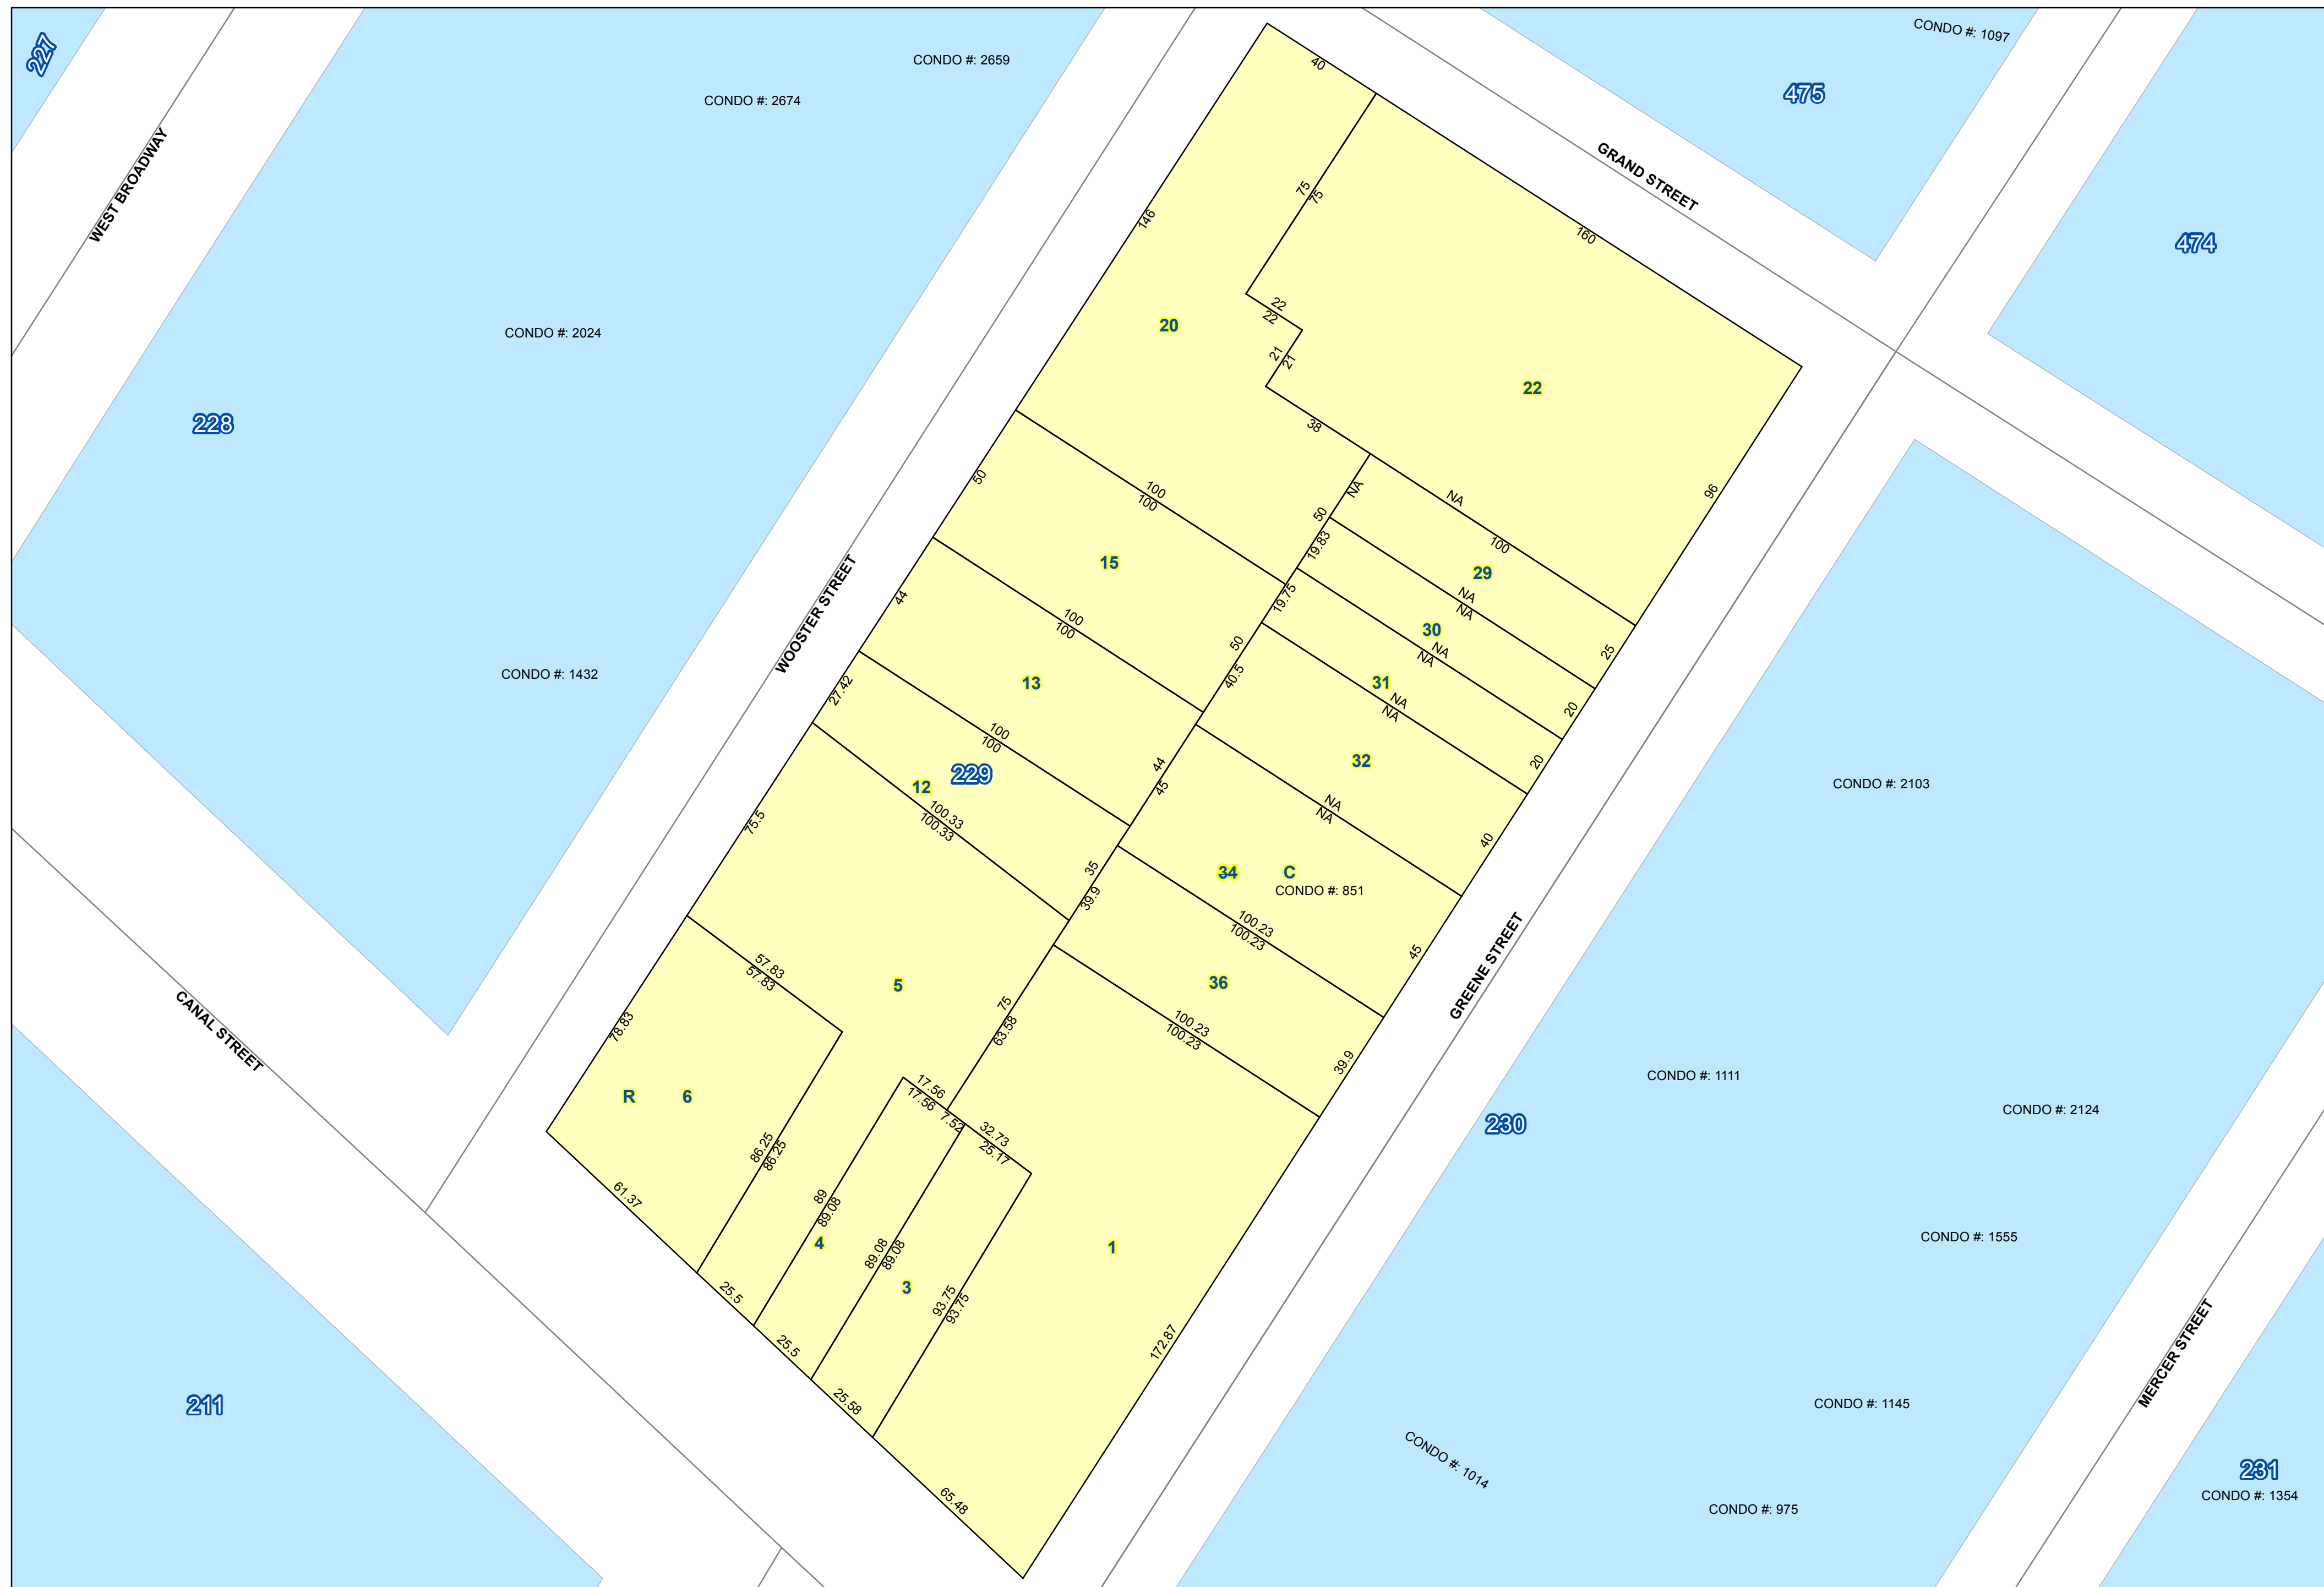 227
CONDO #: 2659
CONDO #: 1097
CONDO #: 2674
475
40
WEST BROADWAY
GRAND STREET
75
75
146
160
474
22
22
20
CONDO #: 2024
21
21
22
228
38
50
100
100
NA
NA
96
50
19.83
100
15
29
44
19.75
NA
NA
WOOSTER STREET
100
100
30
50
NA
NA
25
CONDO #: 1432
27.42
13
40.5
31
NA
NA
20
100
100
44
45
32
20
229
12
CONDO #: 2103
75.5
100.33
100.33
NA
NA
40
35
39.9
34
C
CONDO #: 851
100.23
100.23
45
GREENE STREET
57.83
57.83
5
36
75
63.58
100.23
100.23
CANAL STREET
78.83
39.9
CONDO #: 1111
R
6
17.56
17.56
7.52
32.73
25.17
CONDO #: 2124
230
86.25
86.25
61.37
89
89.08
4
89.08
89.08
1
CONDO #: 1555
3
25.5
93.75
93.75
25.5
172.87
MERCER STREET
211
25.58
CONDO #: 1145
CONDO #: 1014
231
65.48
CONDO #: 975
CONDO #: 1354